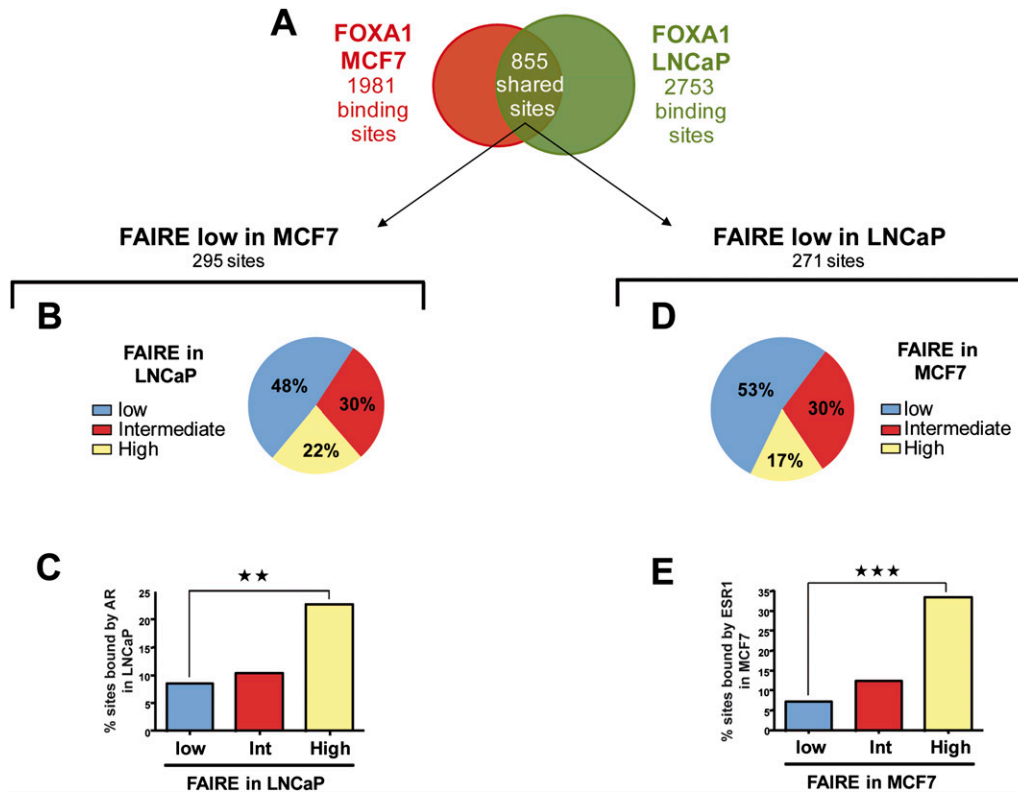 A
FOXA1
MCF7
1981
binding
sites
855
shared
sites
FOXA1
LNCaP
2753
binding
sites
FAIRE low in MCF7
295 sites
FAIRE low in LNCaP
271 sites
B
FAIRE in
LNCaP
low
Intermediate
High
48%
30%
22%
D
53%
30%
17%
FAIRE in
MCF7
low
Intermediate
High
C
% sites bound by AR
in LNCaP
25
20
15
10
5
0
★★
low Int High
FAIRE in LNCaP
E
% sites bound by ESR1
in MCF7
35
30
25
20
15
10
5
0
★★★
low Int High
FAIRE in MCF7